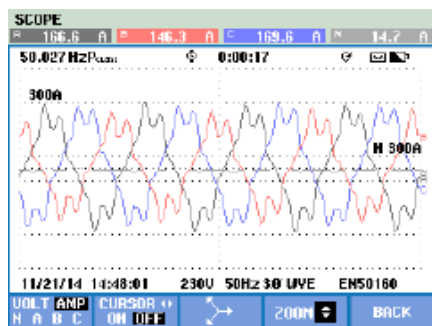 SCOPE
A 166.6 A B 146.3 A C 169.6 A N 14.7 A
50.027 Hz 0:00:17
300A
N 300A
11/21/14 14:48:01 230V 50Hz 3Ø WYE EN50160
VOLT AMP CURSOR ZOOM BACK
N A B C ON OFF